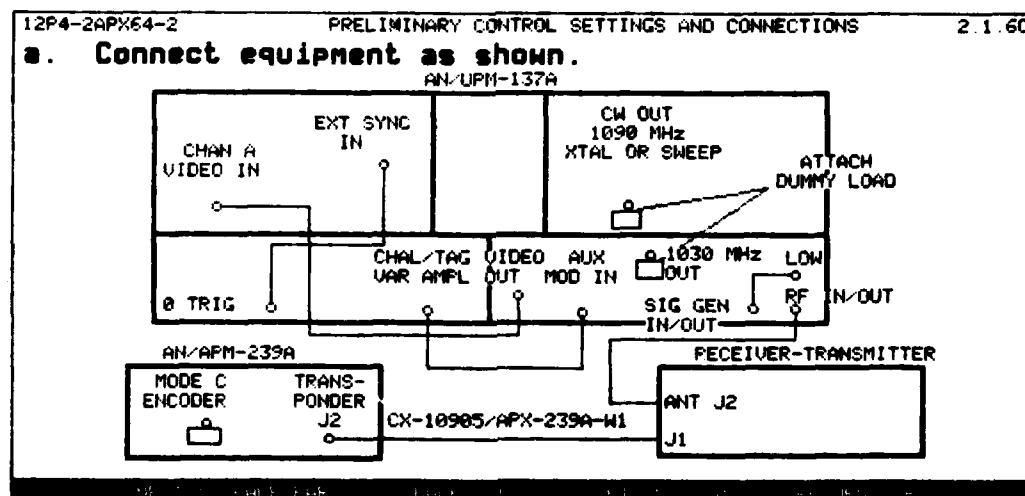 12P4-2APX64-2 PRELIMINARY CONTROL SETTINGS AND CONNECTIONS 2.1.60
a. Connect equipment as shown.
AN/UPM-137A
CHAN A
VIDEO IN
EXT SYNC
IN
CW OUT
1090 MHz
XTAL OR SWEEP
ATTACH
DUMMY LOAD
0 TRIG
CHAL/TAG
VAR AMPL
VIDEO
OUT
AUX
MOD IN
1030 MHz
OUT
LOW
SIG GEN
IN/OUT
RF IN/OUT
AN/APM-239A
MODE C
ENCODER
TRANS-
PONDER
J2
CX-10905/APX-239A-W1
RECEIVER-TRANSMITTER
ANT J2
J1